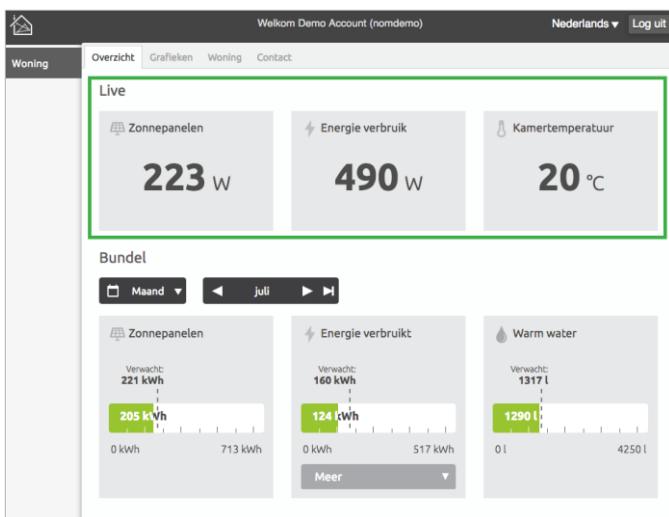 Welkom Demo Account (nomdemo)
Nederlands
Log uit
Woning
Overzicht Grafieken Woning Contact
Live
Zonnepanelen
223 W
Energie verbruik
490 W
Kamertemperatuur
20 °C
Bundel
Maand
juli
Zonnepanelen
Verwacht:
221 kWh
205 kWh
0 kWh 713 kWh
Energie verbruikt
Verwacht:
160 kWh
124 kWh
0 kWh 517 kWh
Meer
Warm water
Verwacht:
1317 l
1290 l
0 l 4250 l